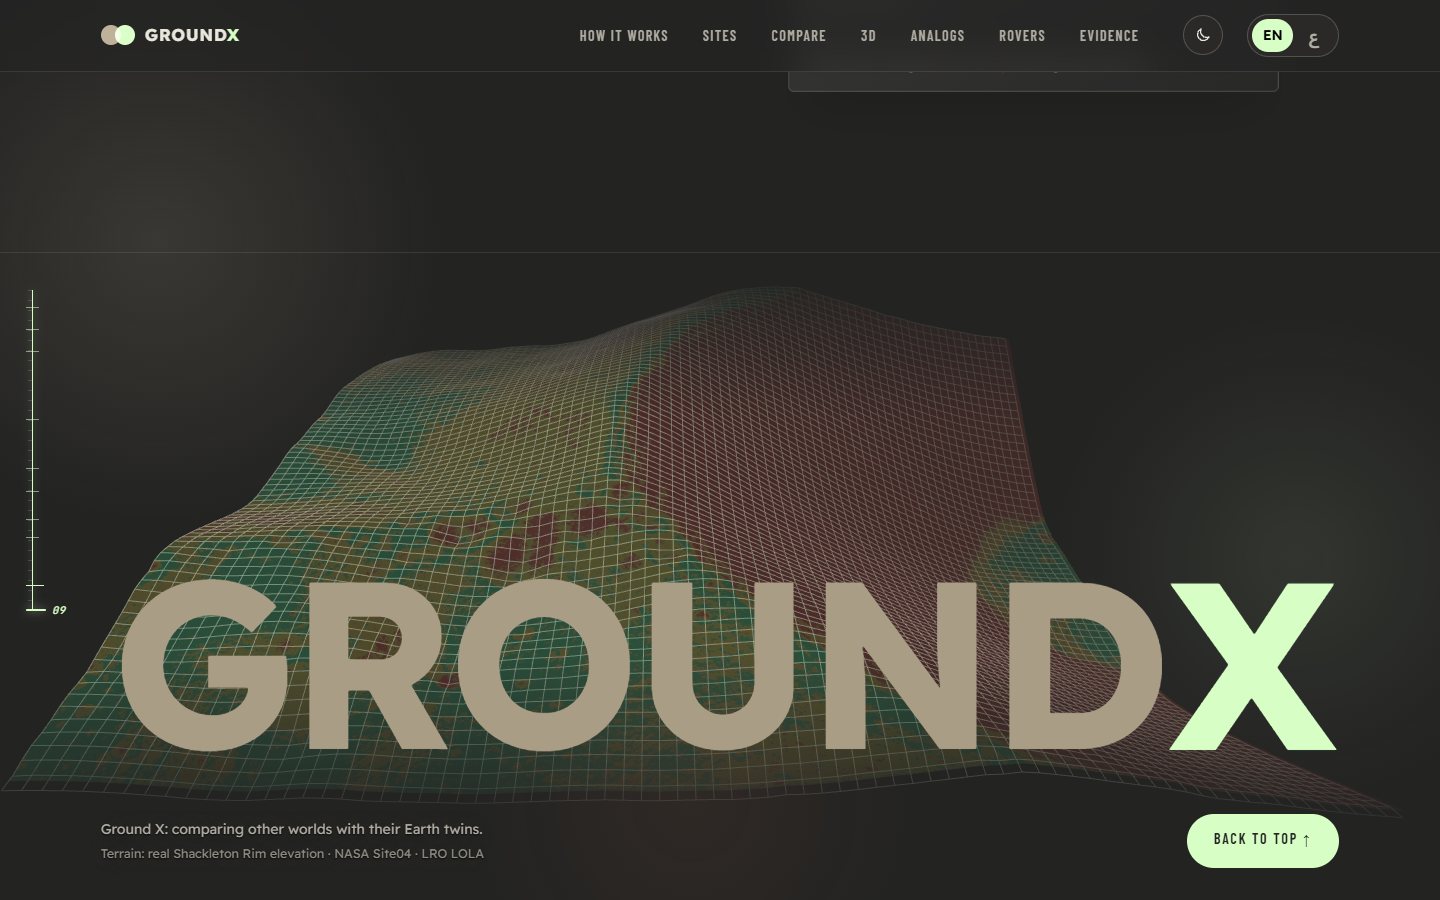 GROUNDX
HOW IT WORKS
SITES
COMPARE
3D
ANALOGS
ROVERS
EVIDENCE
EN
ع
09
GROUNDX
Ground X: comparing other worlds with their Earth twins.
Terrain: real Shackleton Rim elevation · NASA Site04 · LRO LOLA
BACK TO TOP ↑